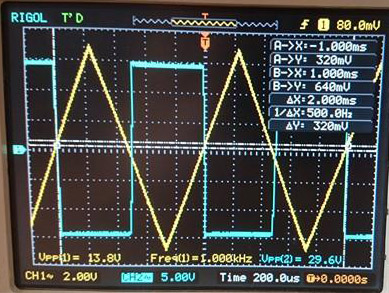 RIGOL T'D T f 1 80.0mV
A->X: -1.000ms
A->Y: 320mV
B->X: 1.000ms
B->Y: 640mV
ΔX: 2.000ms
1/ΔX: 500.0Hz
ΔY: 320mV
Vpp(1)= 13.8V Freq(1)=1.000kHz Vpp(2)= 29.6V
CH1~ 2.00V CH2~ 5.00V Time 200.0us T→0.0000s